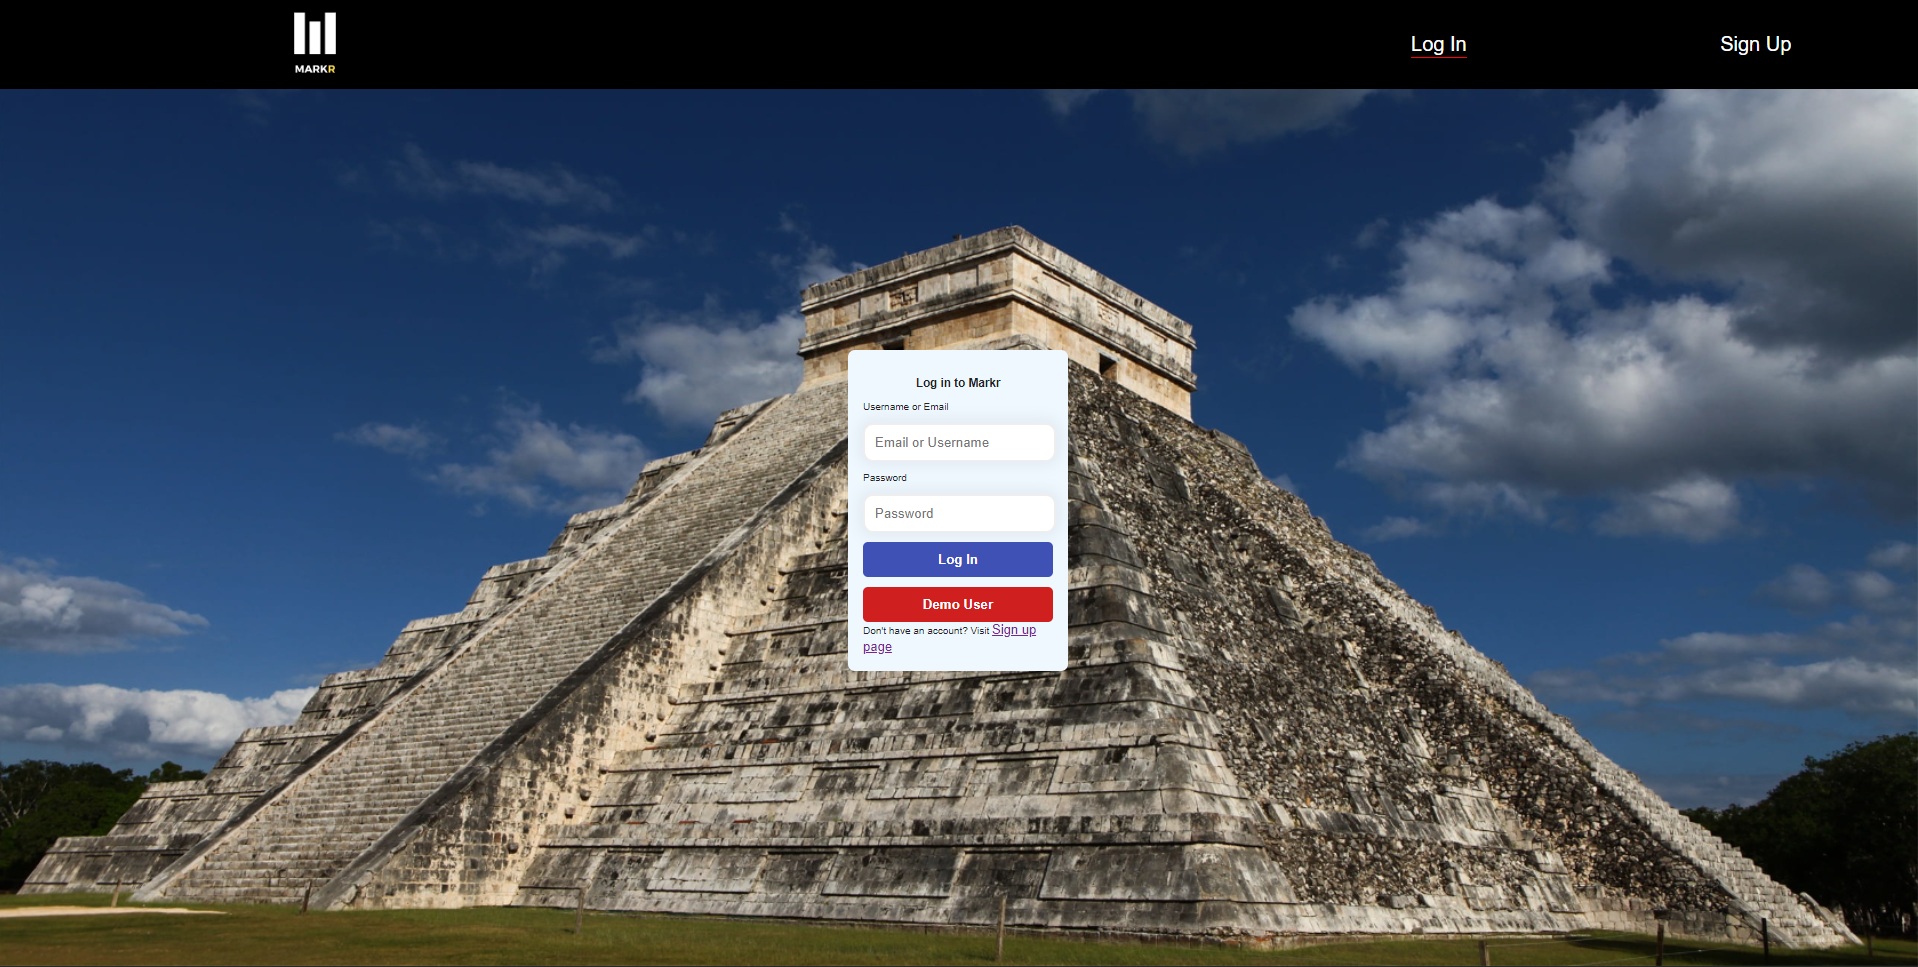 MARKR
Log In
Sign Up
Log in to Markr
Username or Email
Email or Username
Password
Password
Log In
Demo User
Don't have an account? Visit Sign up
page